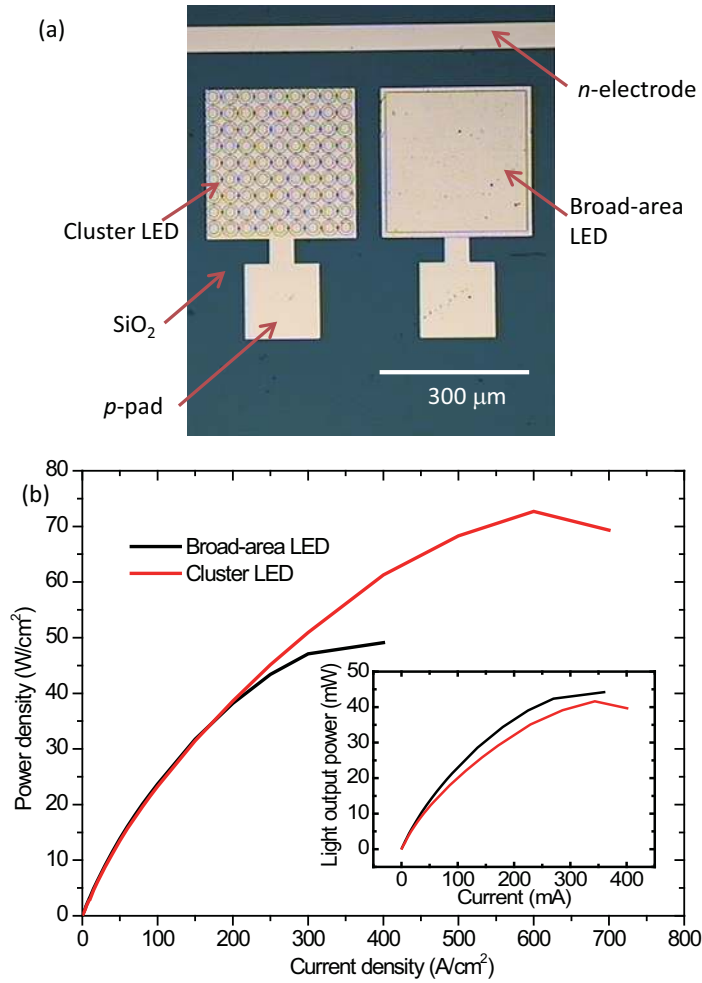 (a)
n-electrode
Cluster LED
Broad-area
LED
SiO₂
p-pad
300 μm
(b)
Power density (W/cm²)
80
70
60
50
40
30
20
10
0
Broad-area LED
Cluster LED
Light output power (mW)
50
40
30
20
10
0
0 100 200 300 400
Current (mA)
0 100 200 300 400 500 600 700 800
Current density (A/cm²)